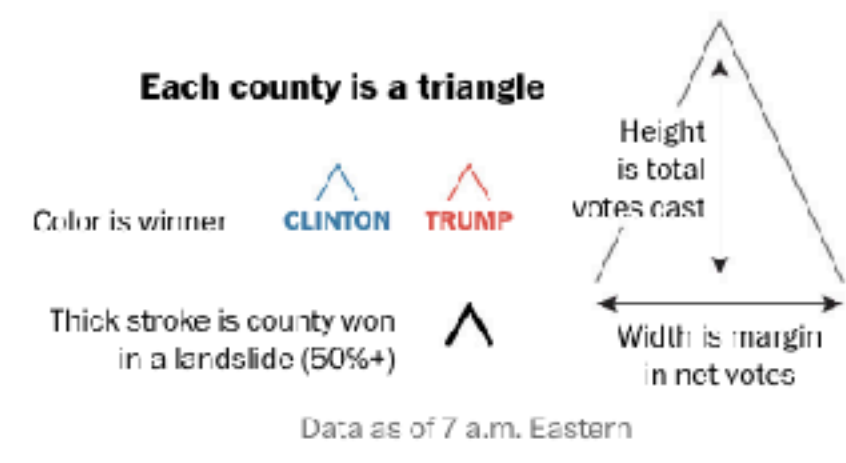 Each county is a triangle
Height
is total
votes cast
Color is winner
CLINTON
TRUMP
Thick stroke is county won
in a landslide (50%+)
Width is margin
in net votes
Data as of 7 a.m. Eastern